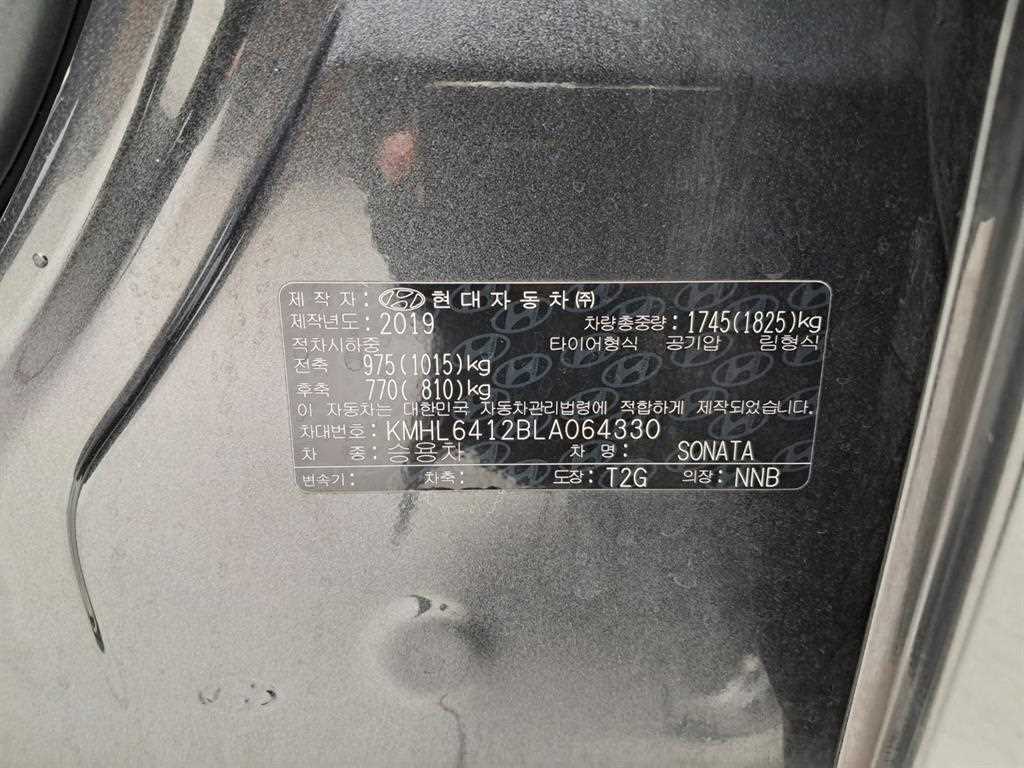 제 작 자 : 현대자동차㈜
제작년도 : 2019 차량총중량 : 1745(1825)kg
적차시하중 타이어형식 공기압 림형식
전축 975(1015)kg
후축 770( 810)kg
이 자동차는 대한민국 자동차관리법령에 적합하게 제작되었습니다.
차대번호 : KMHL6412BLA064330
차 종 : 승용차 차 명 : SONATA
변속기 : 차축 : 도장 : T2G 의장 : NNB